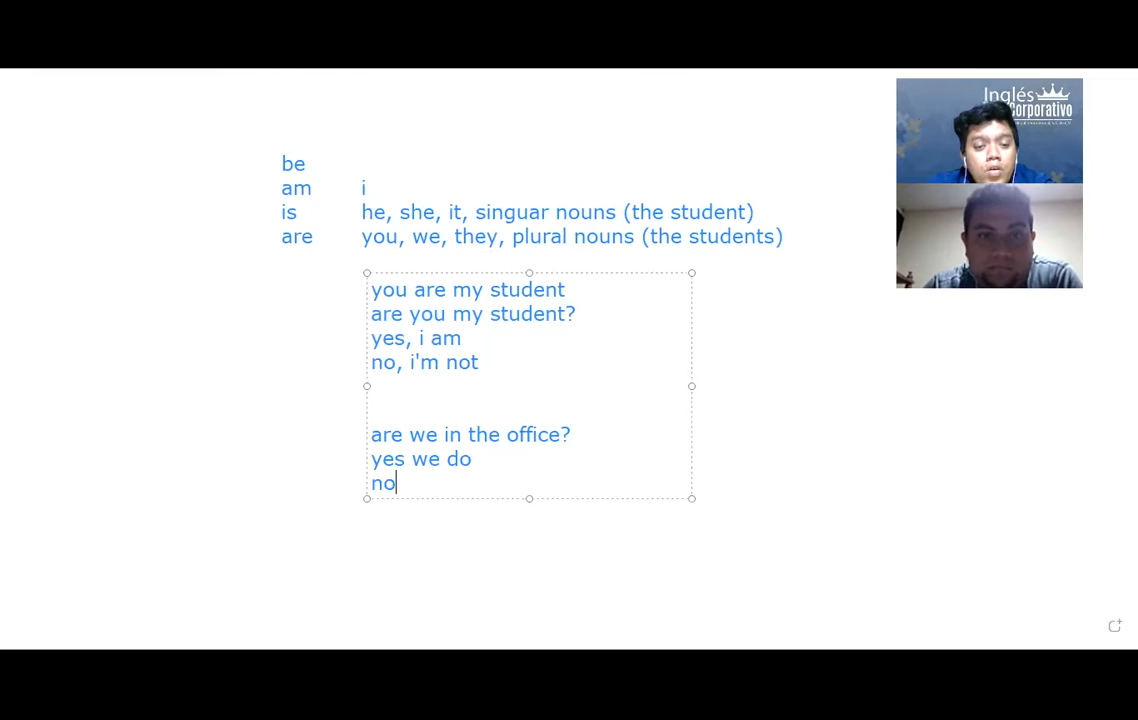 Inglés
Corporativo
be
am i
is he, she, it, singuar nouns (the student)
are you, we, they, plural nouns (the students)
you are my student
are you my student?
yes, i am
no, i'm not
are we in the office?
yes we do
no